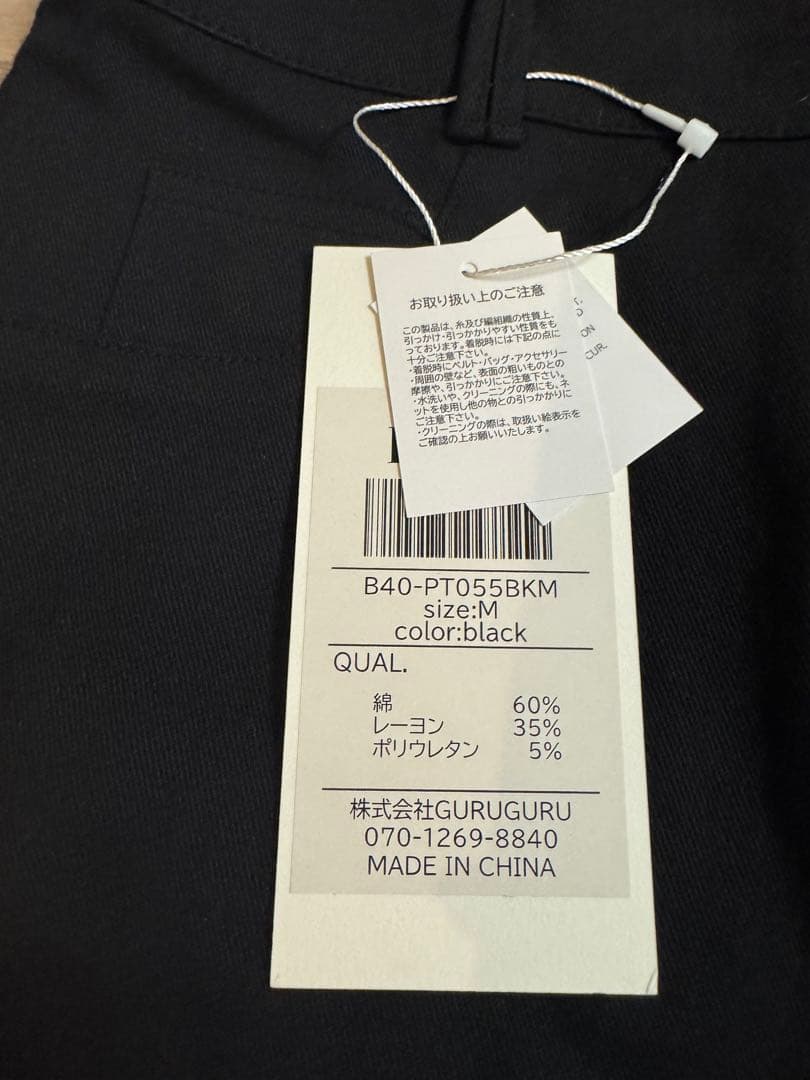 お取り扱い上のご注意
この製品は、糸及び編組織の性質上、
引っかけ・引っかかりやすい性質をも
っております。着脱時には下記の点に
十分ご注意下さい。
・着脱時にベルト・バッグ・アクセサリー
・周囲の壁など、表面の粗いものとの
摩擦や、引っかかりにご注意下さい。
・水洗いや、クリーニングの際にも、ネ
ットを使用し他の物との引っかかりに
ご注意下さい。
・クリーニングの際は、取扱い絵表示を
ご確認の上お願いいたします。
ON
CUR.
B40-PT055BKM
size:M
color:black
QUAL.
綿 60%
レーヨン 35%
ポリウレタン 5%
株式会社GURUGURU
070-1269-8840
MADE IN CHINA